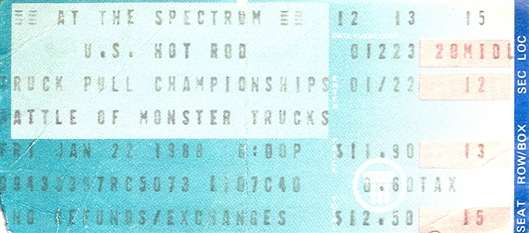 AT THE SPECTRUM 12 13 15
U.S. HOT ROD 01223 20MIDL
TRUCK PULL CHAMPIONSHIPS 01/22 12
BATTLE OF MONSTER TRUCKS
FRI JAN 22 1988 8:00P $11.90 13
1107C40 0.60TAX
NO REFUNDS/EXCHANGES $12.50 15
SEAT ROW/BOX SEC LOC